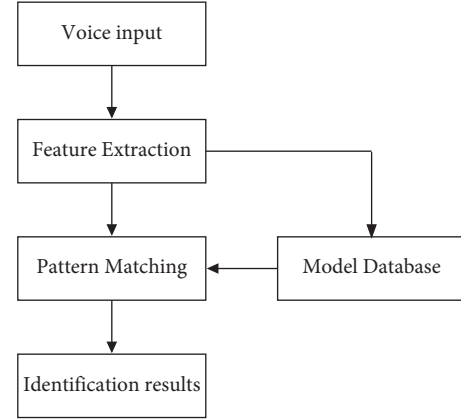 Voice input
Feature Extraction
Pattern Matching
Model Database
Identification results